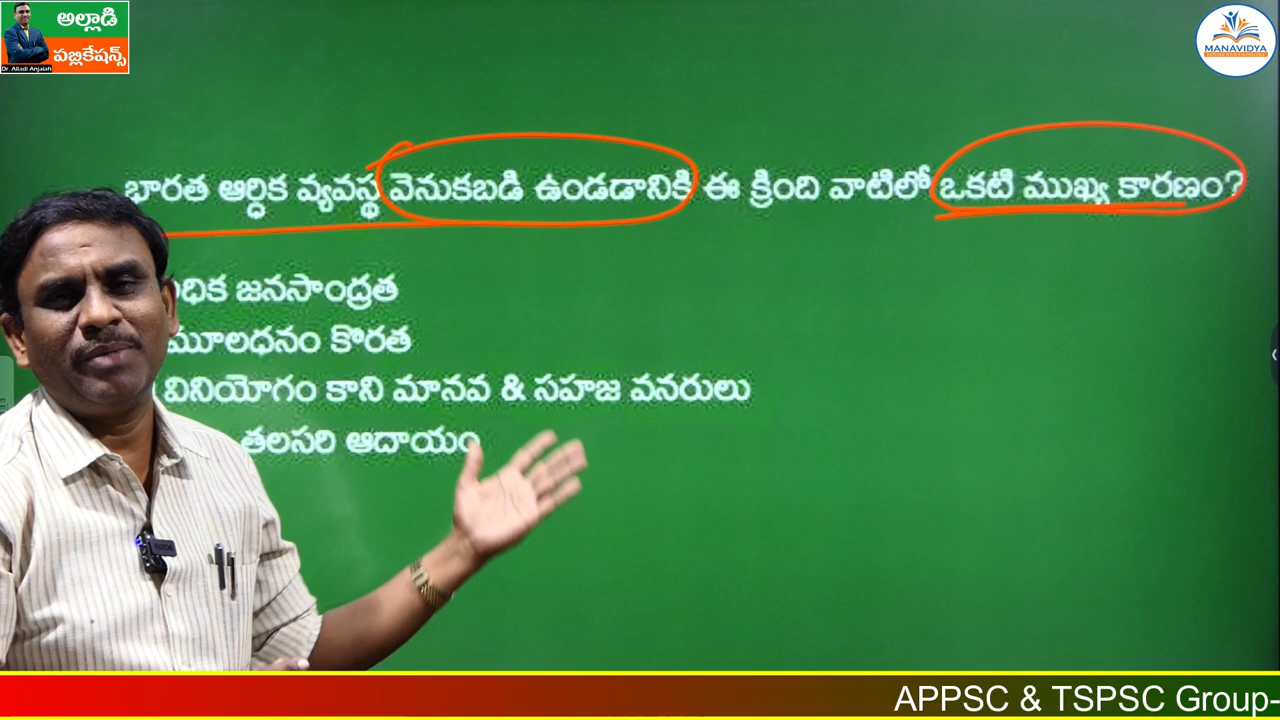 అల్లాడి
పబ్లికేషన్స్
Dr. Alladi Anjaiah
MANAVIDYA
భారత ఆర్థిక వ్యవస్థ వెనుకబడి ఉండడానికి ఈ క్రింది వాటిలో ఒకటి ముఖ్య కారణం?
జనసాంద్రత
మూలధనం కొరత
వినియోగం కాని మానవ & సహజ వనరులు
తలసరి ఆదాయం
APPSC & TSPSC Group-